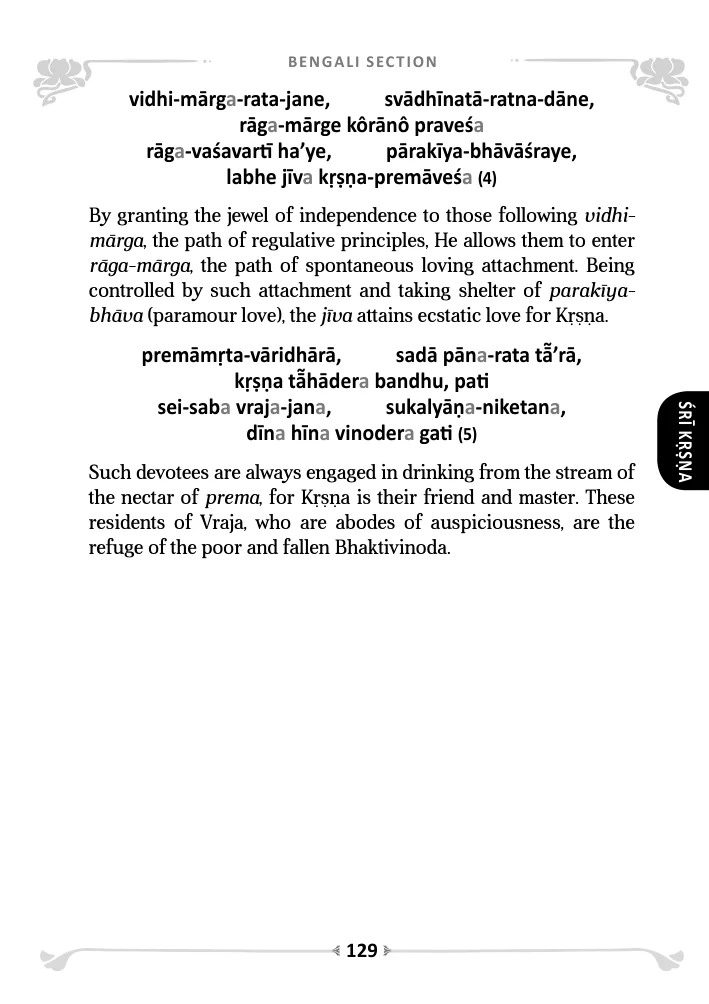 BENGALI SECTION
vidhi-mārga-rata-jane, svādhīnatā-ratna-dāne,
rāga-mārge kôrānô praveśa
rāga-vaśavartī ha’ye, pārakīya-bhāvāśraye,
labhe jīva kṛṣṇa-premāveśa (4)
By granting the jewel of independence to those following vidhi-
mārga, the path of regulative principles, He allows them to enter
rāga-mārga, the path of spontaneous loving attachment. Being
controlled by such attachment and taking shelter of parakīya-
bhāva (paramour love), the jīva attains ecstatic love for Kṛṣṇa.
premāmṛta-vāridhārā, sadā pāna-rata tā̃’rā,
kṛṣṇa tā̃hādera bandhu, pati
sei-saba vraja-jana, sukalyāṇa-niketana,
dīna hīna vinodera gati (5)
Such devotees are always engaged in drinking from the stream of
the nectar of prema, for Kṛṣṇa is their friend and master. These
residents of Vraja, who are abodes of auspiciousness, are the
refuge of the poor and fallen Bhaktivinoda.
ŚRĪ KṚṢṆA
129